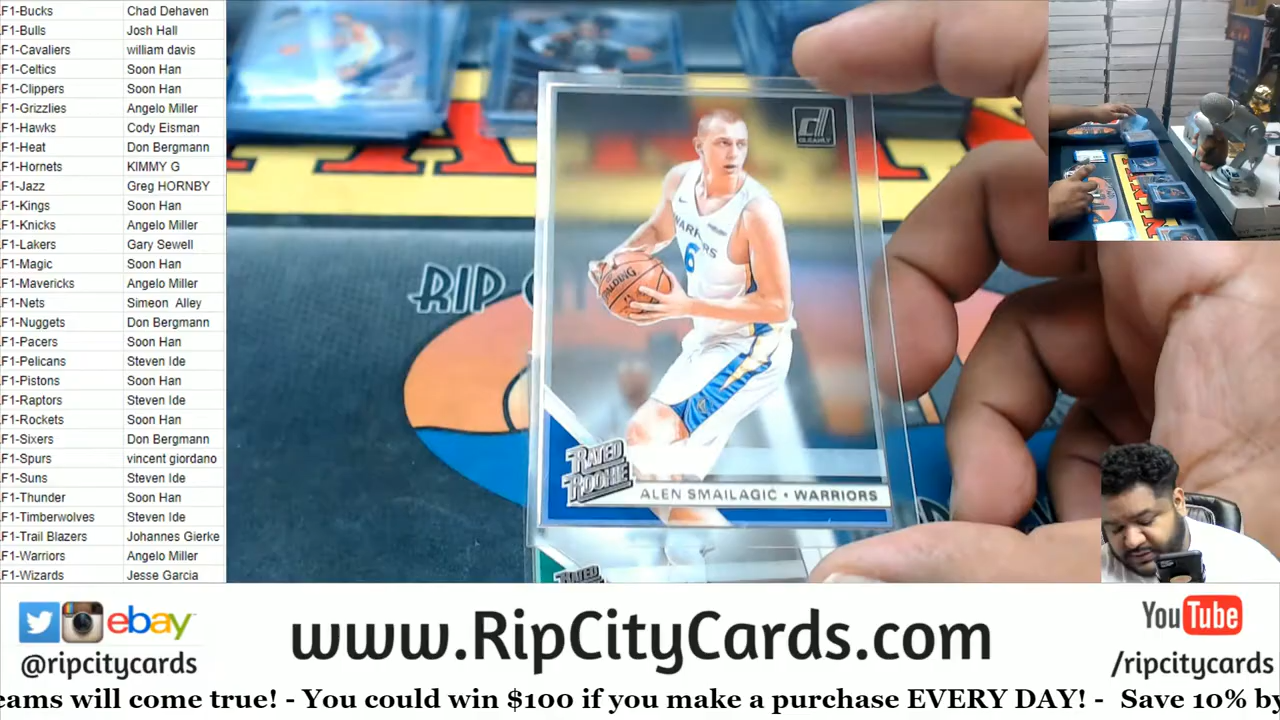 F1-Bucks Chad Dehaven
F1-Bulls Josh Hall
F1-Cavaliers william davis
F1-Celtics Soon Han
F1-Clippers Soon Han
F1-Grizzlies Angelo Miller
F1-Hawks Cody Eisman
F1-Heat Don Bergmann
F1-Hornets KIMMY G
F1-Jazz Greg HORNBY
F1-Kings Soon Han
F1-Knicks Angelo Miller
F1-Lakers Gary Sewell
F1-Magic Soon Han
F1-Mavericks Angelo Miller
F1-Nets Simeon Alley
F1-Nuggets Don Bergmann
F1-Pacers Soon Han
F1-Pelicans Steven Ide
F1-Pistons Soon Han
F1-Raptors Steven Ide
F1-Rockets Soon Han
F1-Sixers Don Bergmann
F1-Spurs vincent giordano
F1-Suns Steven Ide
F1-Thunder Soon Han
F1-Timberwolves Steven Ide
F1-Trail Blazers Johannes Gierke
F1-Warriors Angelo Miller
F1-Wizards Jesse Garcia
d
CLEARLY
WARRIORS
6
SPALDING
RIP
RATED
ROOKIE
ALEN SMAILAGIC • WARRIORS
RATED
ebay
@ripcitycards
www.RipCityCards.com
YouTube
/ripcitycards
eams will come true! - You could win $100 if you make a purchase EVERY DAY! - Save 10% by